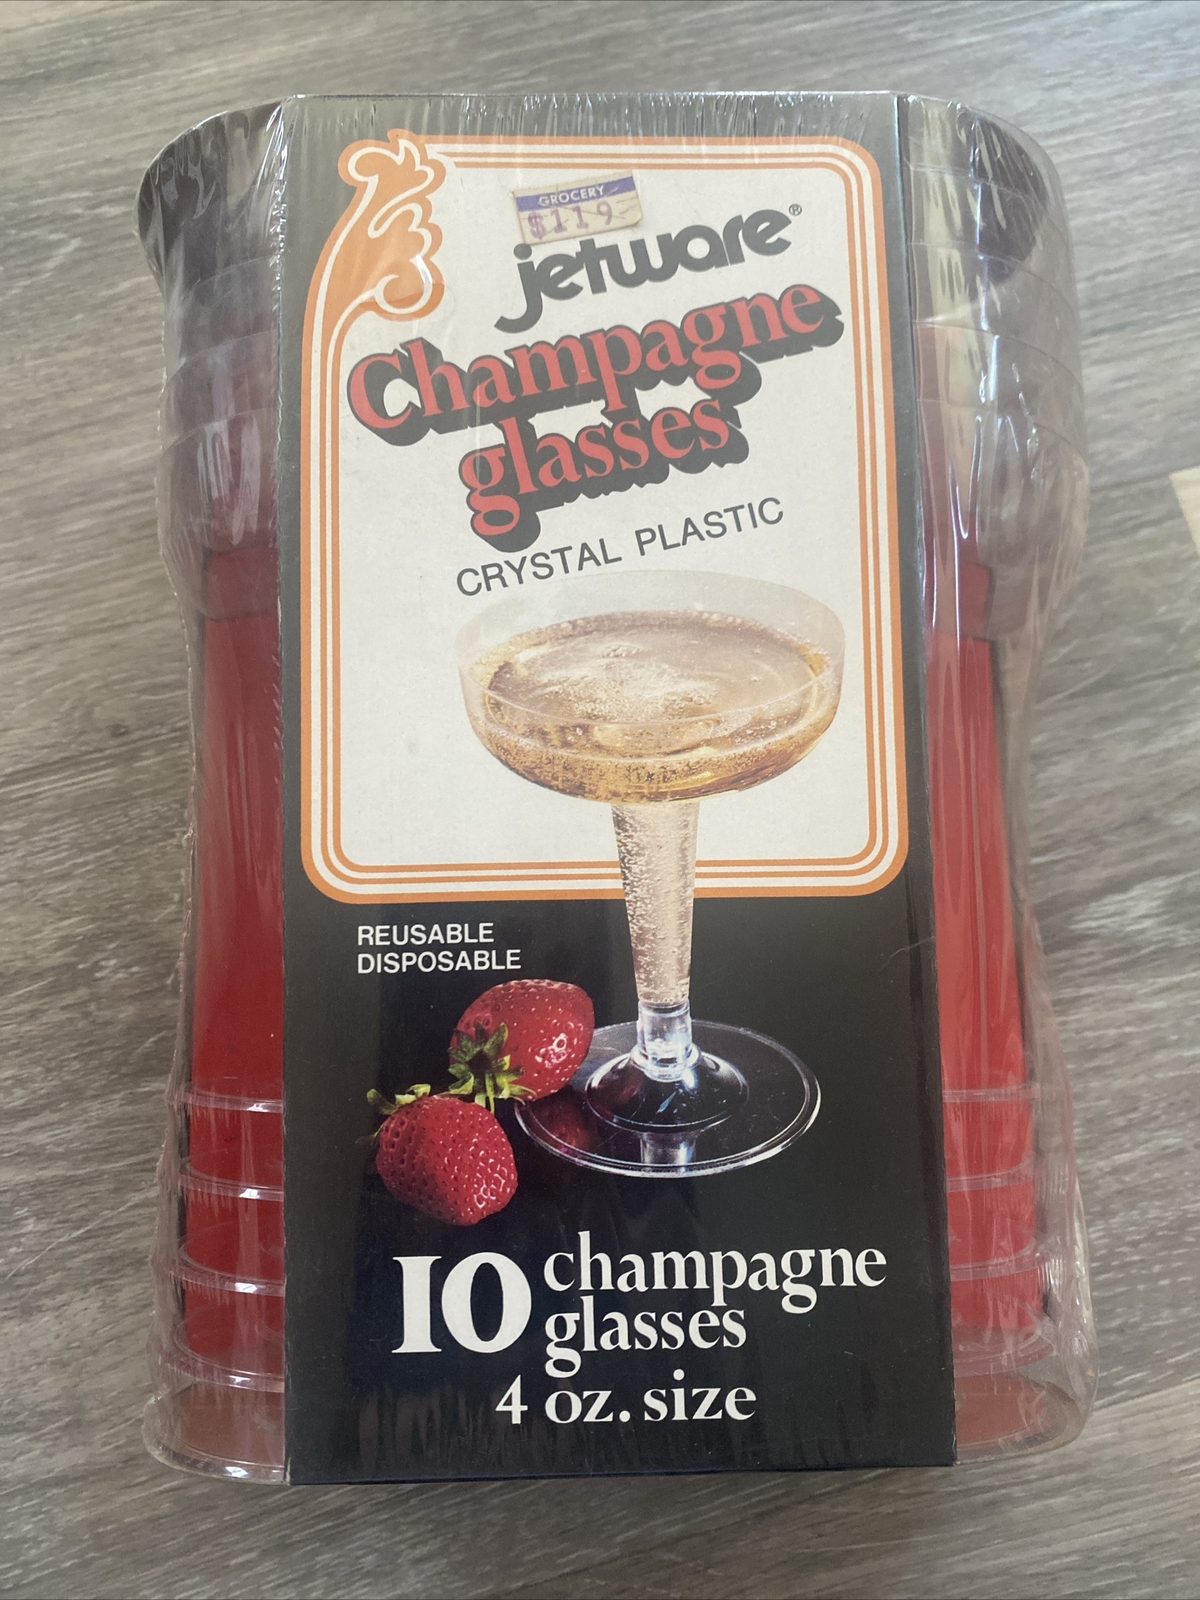 GROCERY
$119
jetware®
Champagne
glasses
CRYSTAL PLASTIC
REUSABLE
DISPOSABLE
10 champagne
glasses
4 oz. size